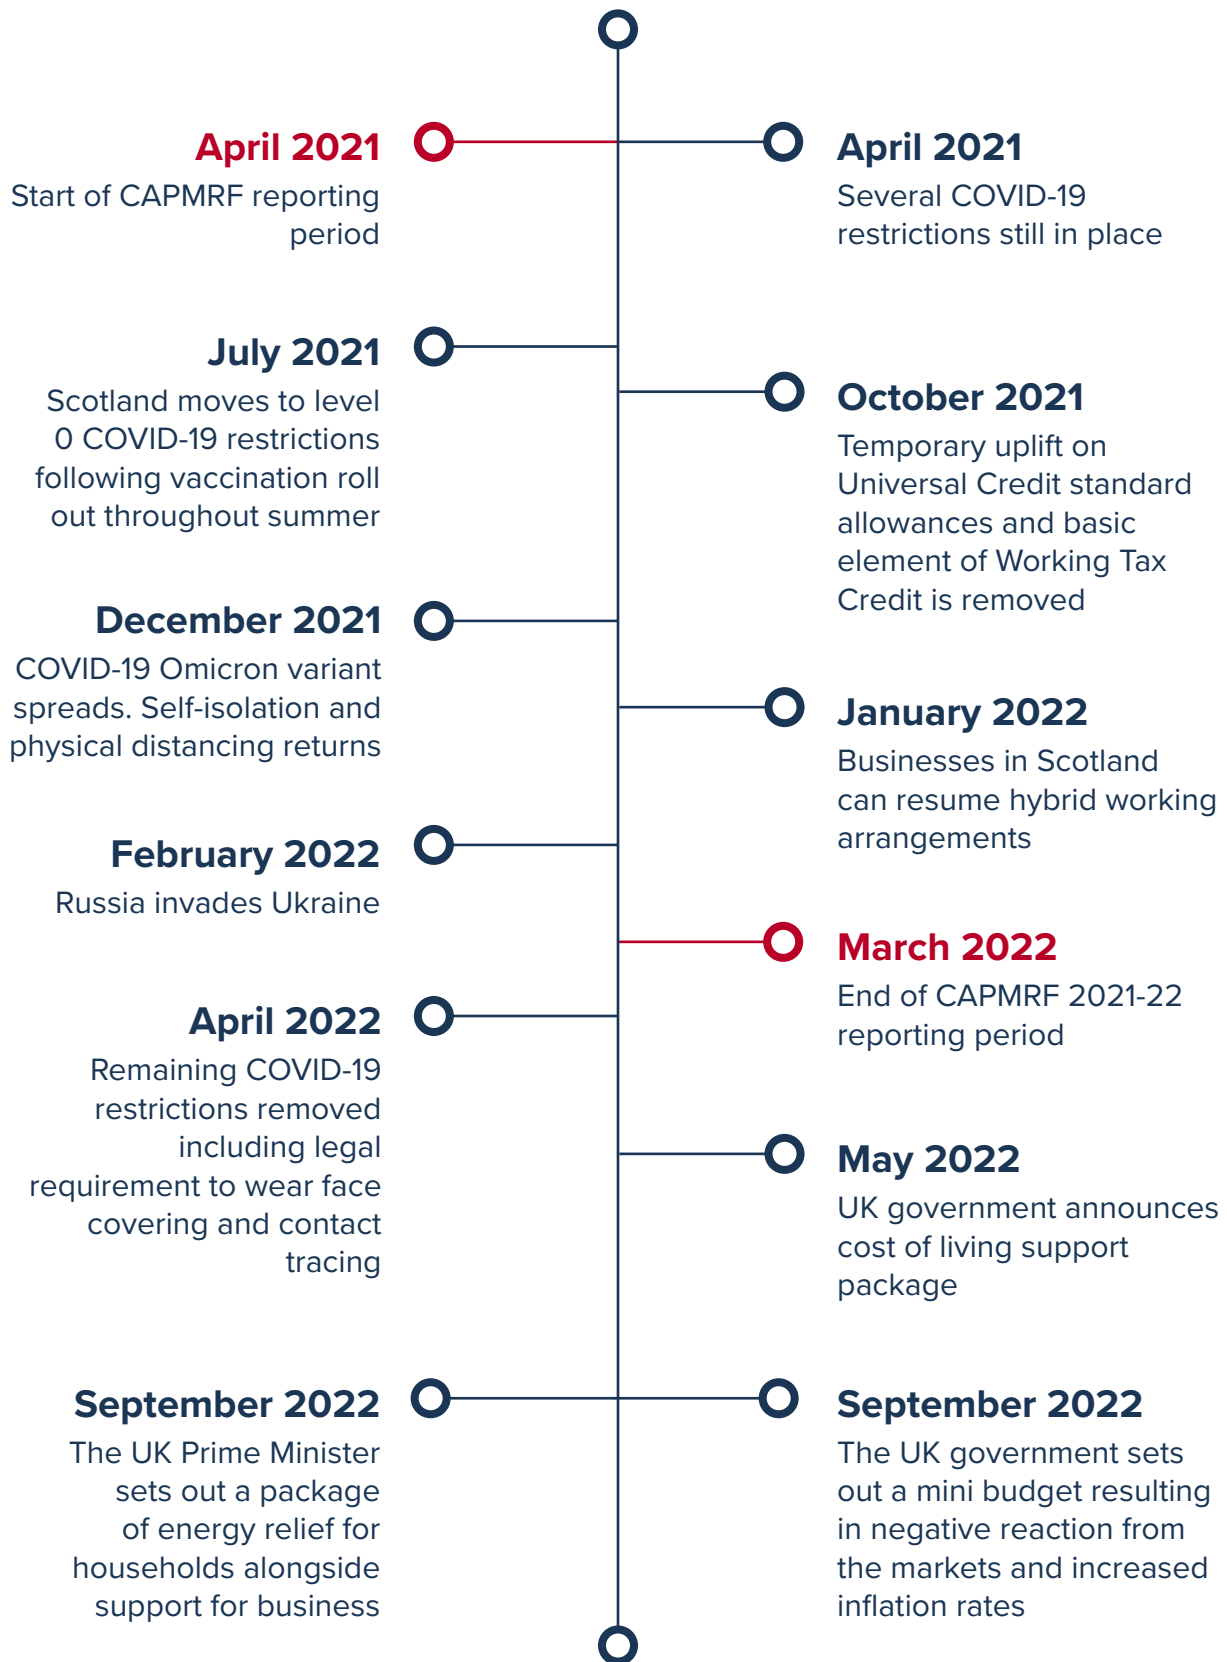 April 2021
Start of CAPMRF reporting
period
April 2021
Several COVID-19
restrictions still in place
July 2021
Scotland moves to level
0 COVID-19 restrictions
following vaccination roll
out throughout summer
October 2021
Temporary uplift on
Universal Credit standard
allowances and basic
element of Working Tax
Credit is removed
December 2021
COVID-19 Omicron variant
spreads. Self-isolation and
physical distancing returns
January 2022
Businesses in Scotland
can resume hybrid working
arrangements
February 2022
Russia invades Ukraine
March 2022
End of CAPMRF 2021-22
reporting period
April 2022
Remaining COVID-19
restrictions removed
including legal
requirement to wear face
covering and contact
tracing
May 2022
UK government announces
cost of living support
package
September 2022
The UK Prime Minister
sets out a package
of energy relief for
households alongside
support for business
September 2022
The UK government sets
out a mini budget resulting
in negative reaction from
the markets and increased
inflation rates